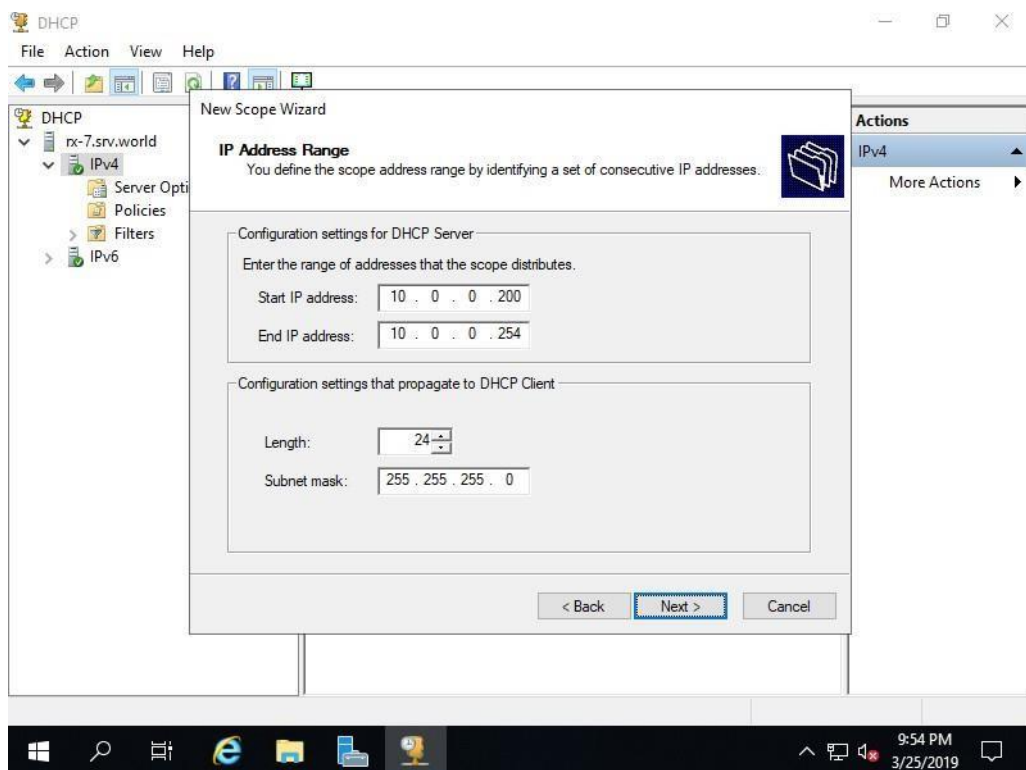 DHCP
File Action View Help
DHCP
rx-7.srv.world
IPv4
Server Opti
Policies
Filters
IPv6
New Scope Wizard
IP Address Range
You define the scope address range by identifying a set of consecutive IP addresses.
Configuration settings for DHCP Server
Enter the range of addresses that the scope distributes.
Start IP address: 10 . 0 . 0 . 200
End IP address: 10 . 0 . 0 . 254
Configuration settings that propagate to DHCP Client
Length: 24
Subnet mask: 255 . 255 . 255 . 0
< Back Next > Cancel
Actions
IPv4
More Actions
9:54 PM
3/25/2019